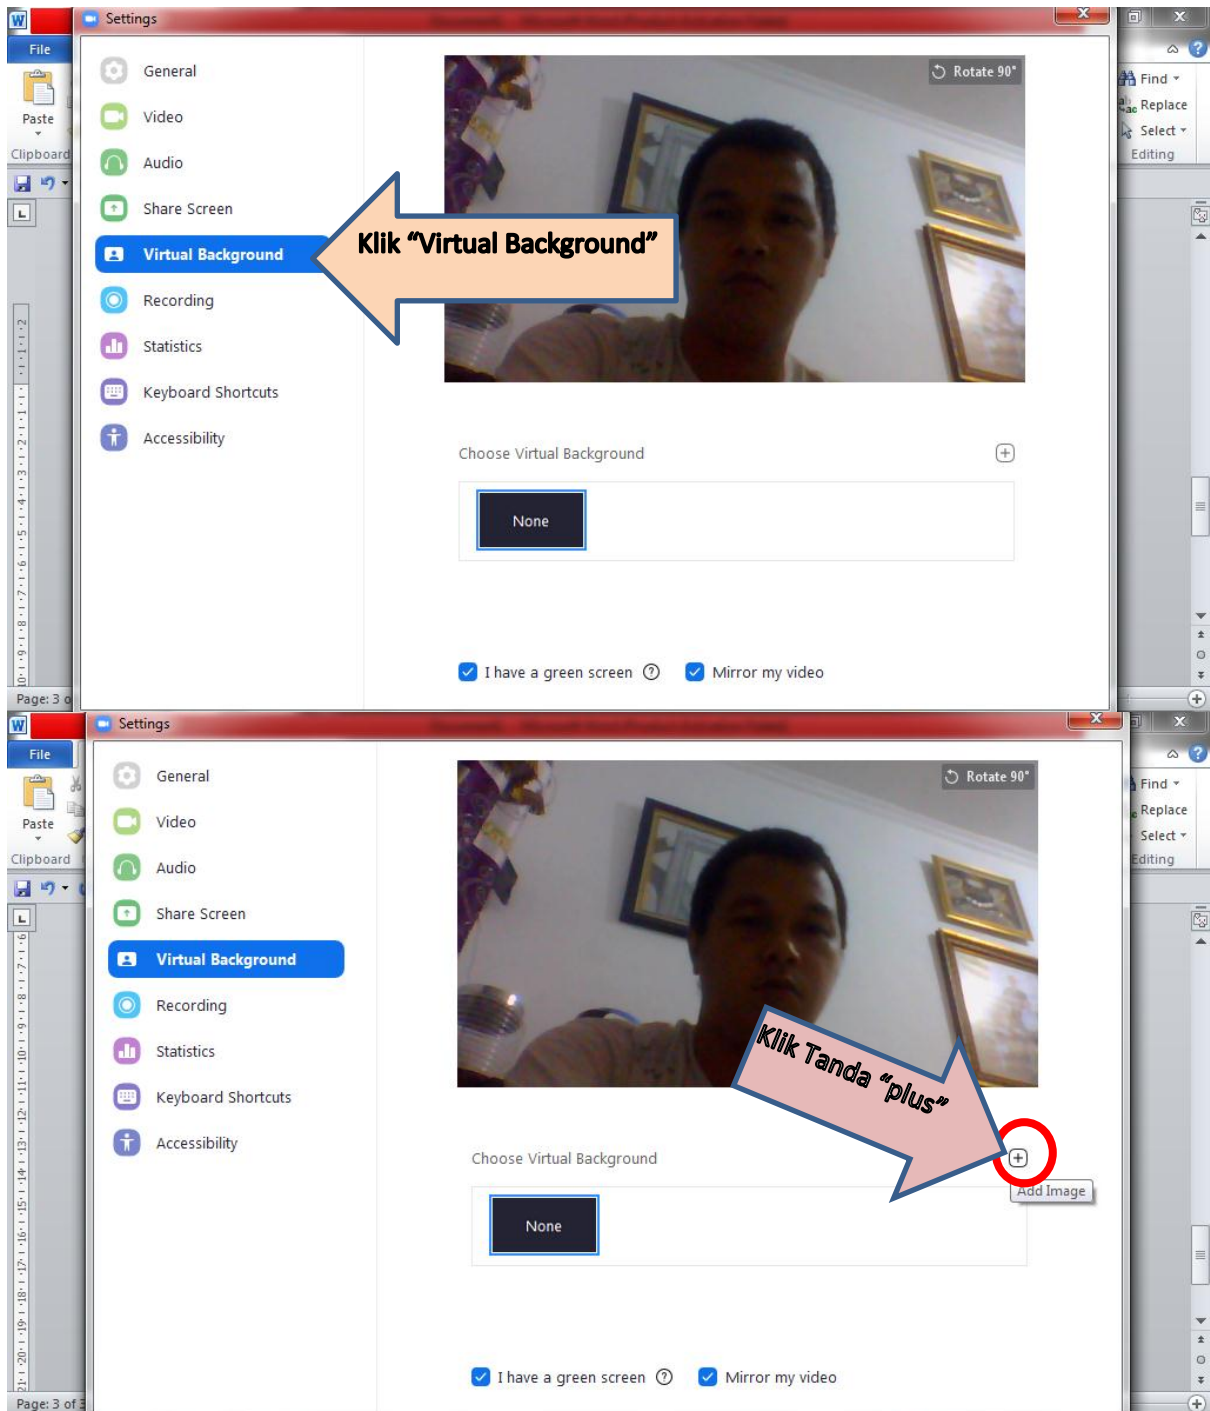 Settings
File
Paste
Clipboard
General
Video
Audio
Share Screen
Virtual Background
Recording
Statistics
Keyboard Shortcuts
Accessibility
Rotate 90°
Klik “Virtual Background”
Choose Virtual Background
None
I have a green screen
Mirror my video
Find
Replace
Select
Editing
Page: 3 o
Settings
File
Paste
Clipboard
General
Video
Audio
Share Screen
Virtual Background
Recording
Statistics
Keyboard Shortcuts
Accessibility
Rotate 90°
Klik Tanda “plus”
Choose Virtual Background
Add Image
None
I have a green screen
Mirror my video
Find
Replace
Select
Editing
Page: 3 of 3